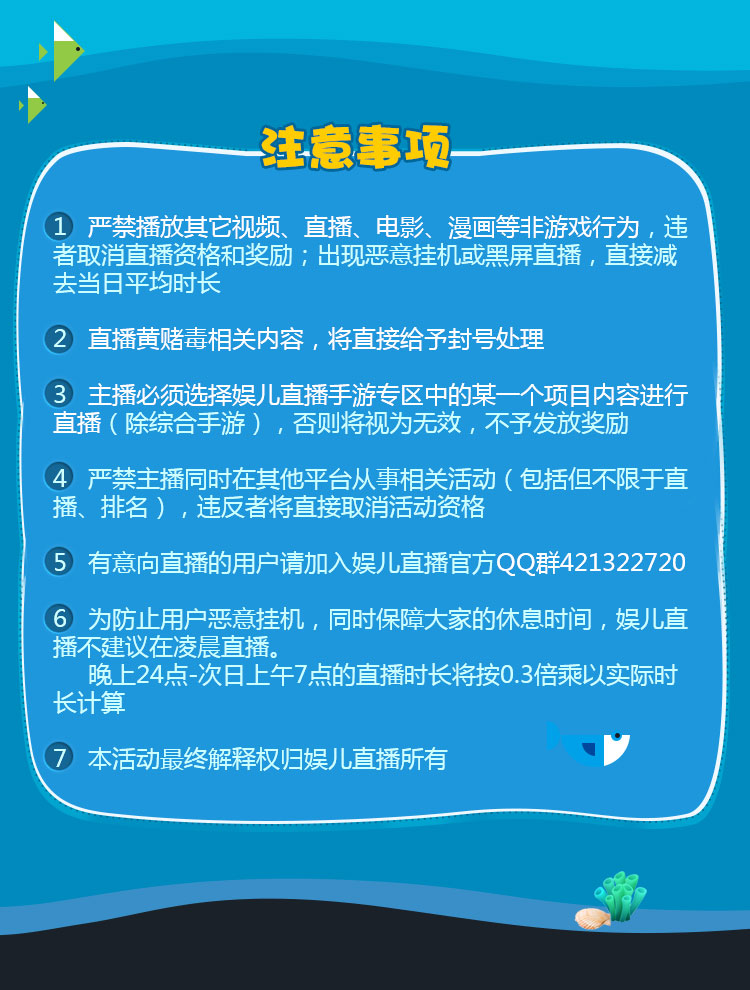 注意事项
1 严禁播放其它视频、直播、电影、漫画等非游戏行为，违
者取消直播资格和奖励；出现恶意挂机或黑屏直播，直接减
去当日平均时长
2 直播黄赌毒相关内容，将直接给予封号处理
3 主播必须选择娱儿直播手游专区中的某一个项目内容进行
直播（除综合手游），否则将视为无效，不予发放奖励
4 严禁主播同时在其他平台从事相关活动（包括但不限于直
播、排名），违反者将直接取消活动资格
5 有意向直播的用户请加入娱儿直播官方QQ群421322720
6 为防止用户恶意挂机，同时保障大家的休息时间，娱儿直
播不建议在凌晨直播。
晚上24点-次日上午7点的直播时长将按0.3倍乘以实际时
长计算
7 本活动最终解释权归娱儿直播所有